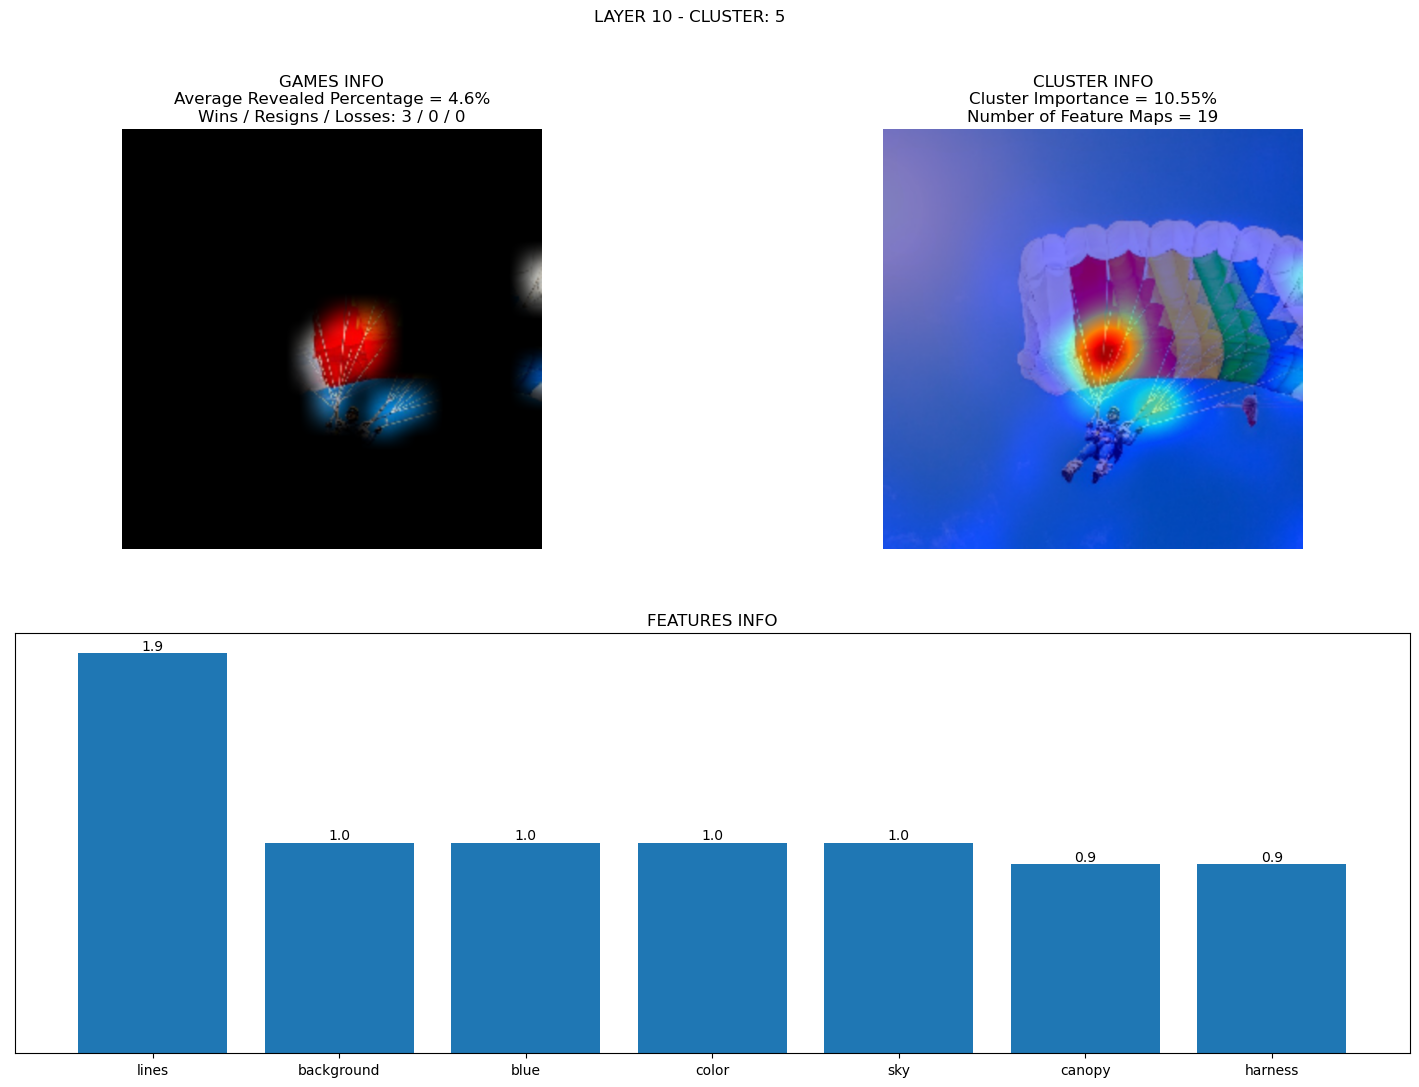 LAYER 10 - CLUSTER: 5
GAMES INFO
Average Revealed Percentage = 4.6%
Wins / Resigns / Losses: 3 / 0 / 0
CLUSTER INFO
Cluster Importance = 10.55%
Number of Feature Maps = 19
FEATURES INFO
1.9
1.0 1.0 1.0 1.0
0.9 0.9
lines background blue color sky canopy harness